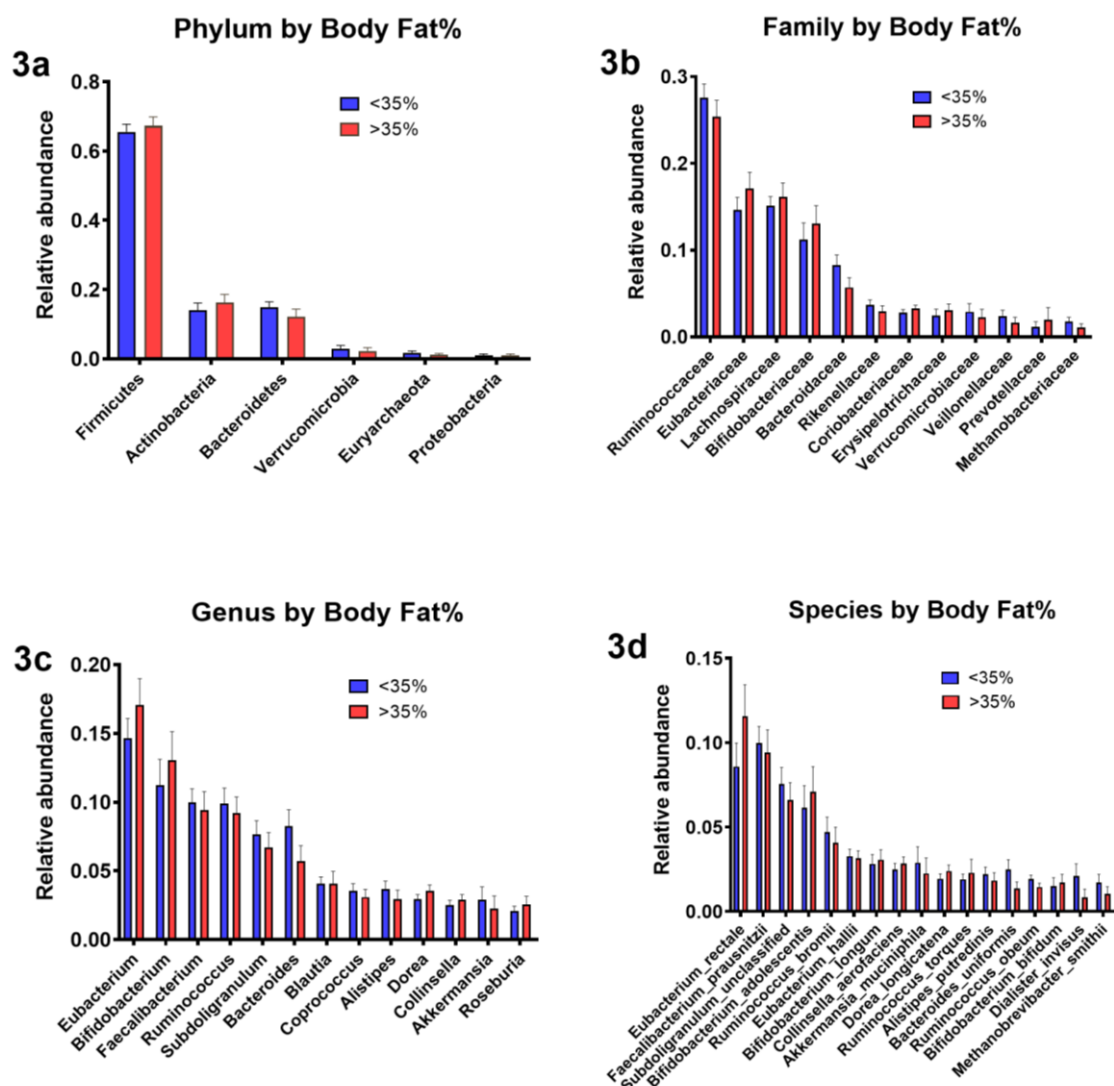 Phylum by Body Fat%
3a
Relative abundance
0.8
0.6
0.4
0.2
0.0
<35%
>35%
Firmicutes
Actinobacteria
Bacteroidetes
Verrucomicrobia
Euryarchaeota
Proteobacteria
Family by Body Fat%
3b
Relative abundance
0.3
0.2
0.1
0.0
<35%
>35%
Ruminococcaceae
Eubacteriaceae
Lachnospiraceae
Bifidobacteriaceae
Bacteroidaceae
Rikenellaceae
Coriobacteriaceae
Erysipelotrichaceae
Verrucomicrobiaceae
Veillonellaceae
Prevotellaceae
Methanobacteriaceae
Genus by Body Fat%
3c
Relative abundance
0.20
0.15
0.10
0.05
0.00
<35%
>35%
Eubacterium
Bifidobacterium
Faecalibacterium
Ruminococcus
Subdoligranulum
Bacteroides
Blautia
Coprococcus
Alistipes
Dorea
Collinsella
Akkermansia
Roseburia
Species by Body Fat%
3d
Relative abundance
0.15
0.10
0.05
0.00
<35%
>35%
Eubacterium_rectale
Faecalibacterium_prausnitzii
Subdoligranulum_unclassified
Bifidobacterium_adolescentis
Ruminococcus_bromii
Eubacterium_hallii
Bifidobacterium_longum
Collinsella_aerofaciens
Akkermansia_muciniphila
Dorea_longicatena
Ruminococcus_torques
Alistipes_putredinis
Bacteroides_uniformis
Ruminococcus_obeum
Bifidobacterium_bifidum
Dialister_invisus
Methanobrevibacter_smithii